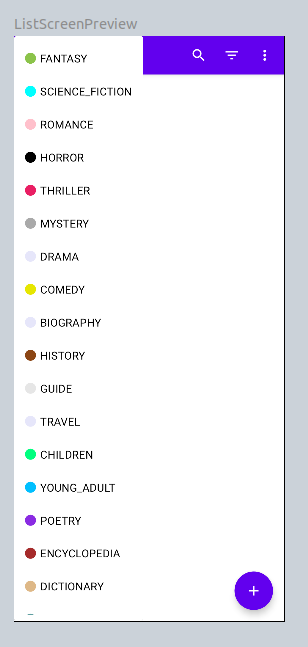 ListScreenPreview
FANTASY
SCIENCE_FICTION
ROMANCE
HORROR
THRILLER
MYSTERY
DRAMA
COMEDY
BIOGRAPHY
HISTORY
GUIDE
TRAVEL
CHILDREN
YOUNG_ADULT
POETRY
ENCYCLOPEDIA
DICTIONARY